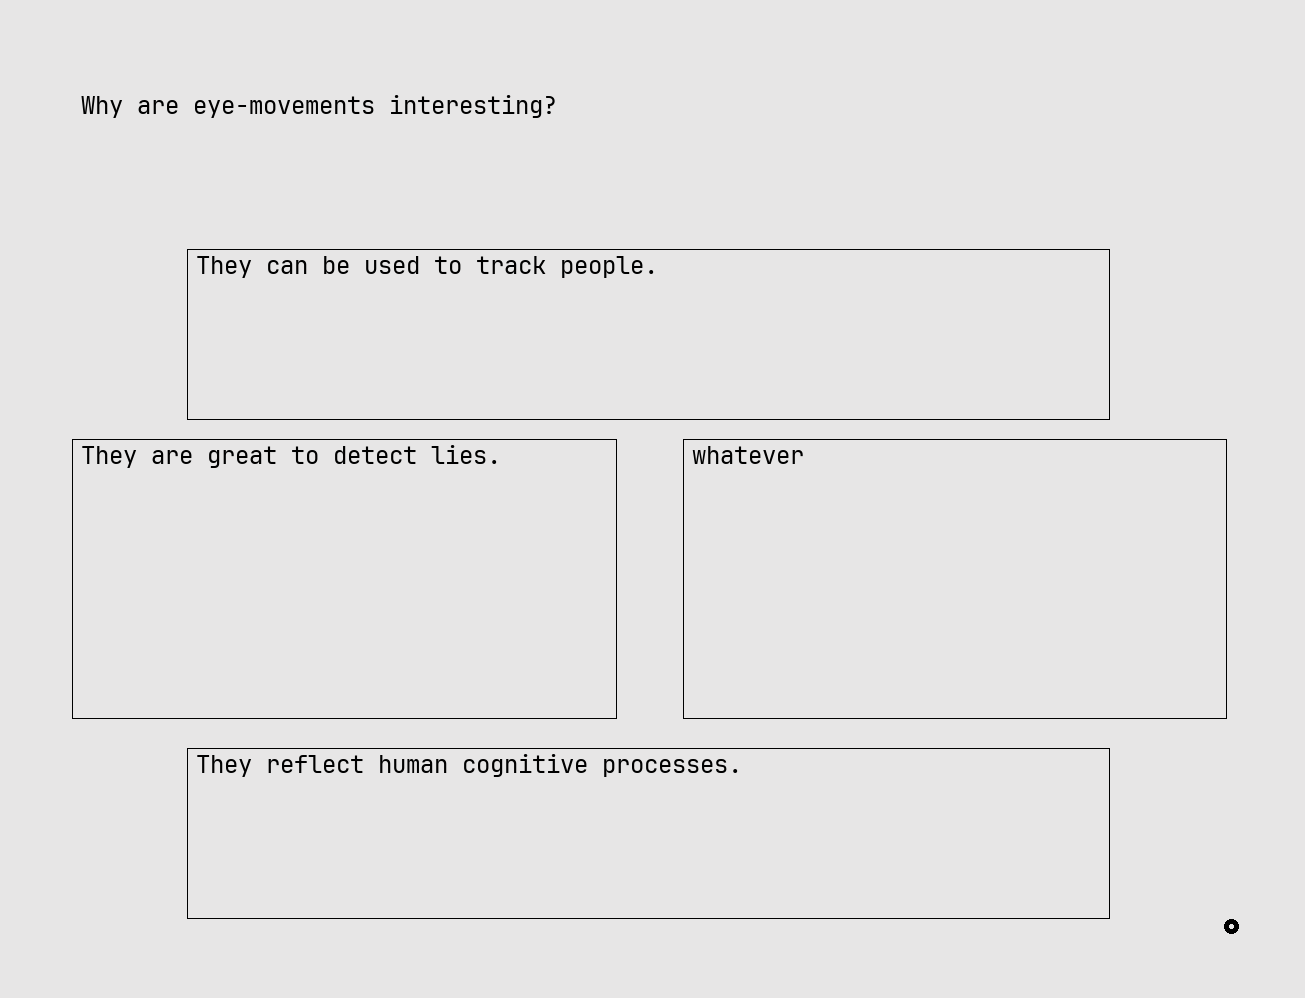 Why are eye-movements interesting?
They can be used to track people.
They are great to detect lies.
whatever
They reflect human cognitive processes.